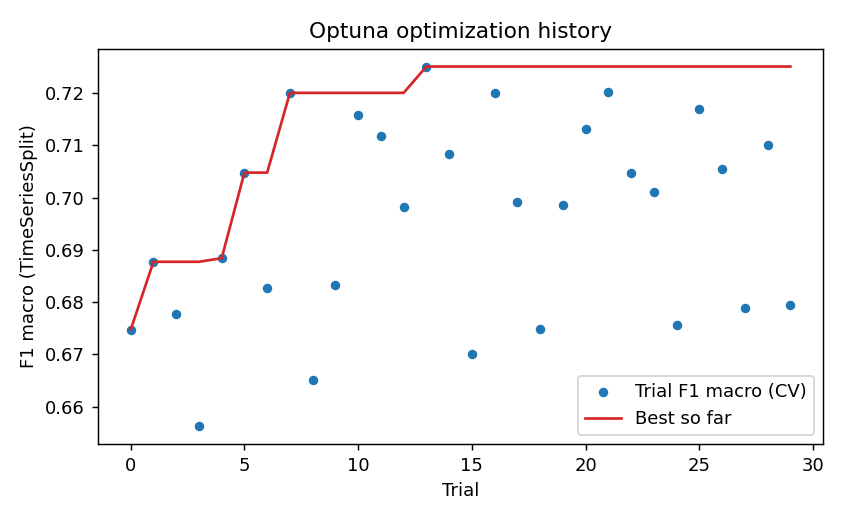 Optuna optimization history
F1 macro (TimeSeriesSplit)
0.72
0.71
0.70
0.69
0.68
0.67
0.66
Trial F1 macro (CV)
Best so far
0 5 10 15 20 25 30
Trial